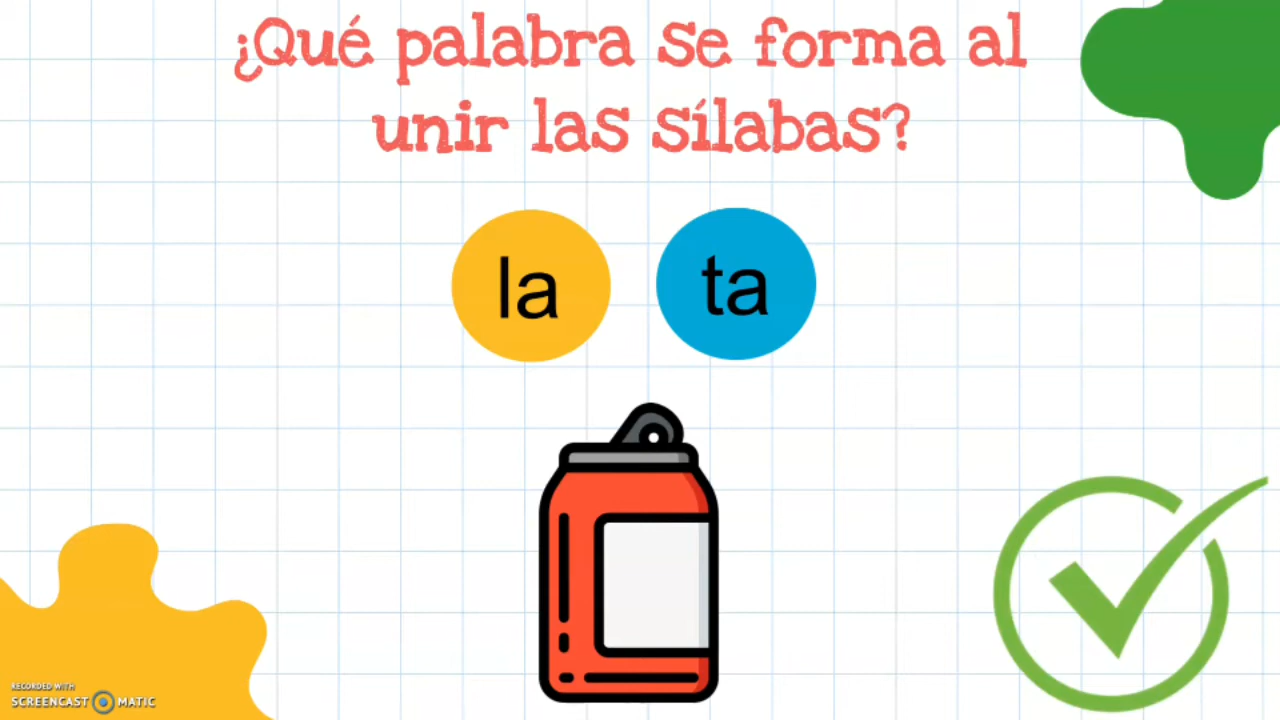 ¿Qué palabra se forma al
unir las sílabas?
la ta
RECORDED WITH
SCREENCAST MATIC